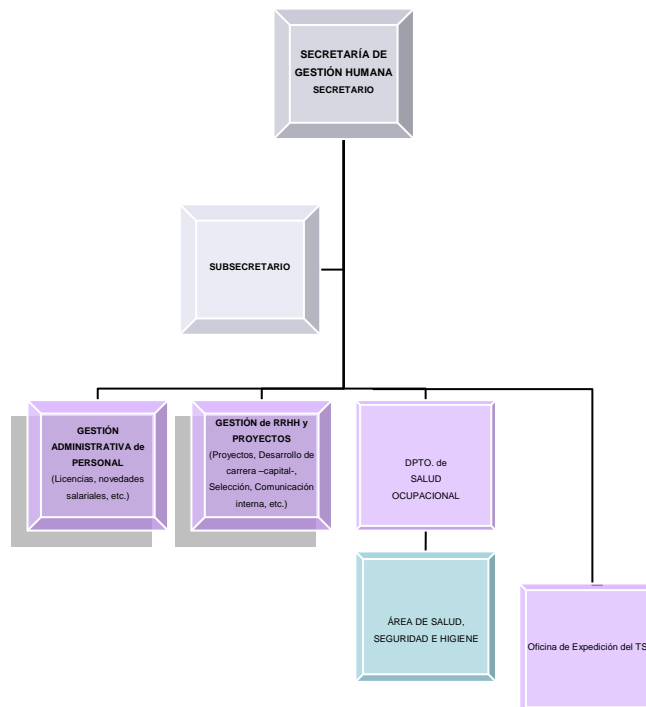 SECRETARÍA DE
GESTIÓN HUMANA
SECRETARIO
SUBSECRETARIO
GESTIÓN
ADMINISTRATIVA de
PERSONAL
(Licencias, novedades
salariales, etc.)
GESTIÓN de RRHH y
PROYECTOS
(Proyectos, Desarrollo de
carrera –capital-,
Selección, Comunicación
interna, etc.)
DPTO. de
SALUD
OCUPACIONAL
ÁREA DE SALUD,
SEGURIDAD E HIGIENE
Oficina de Expedición del TS